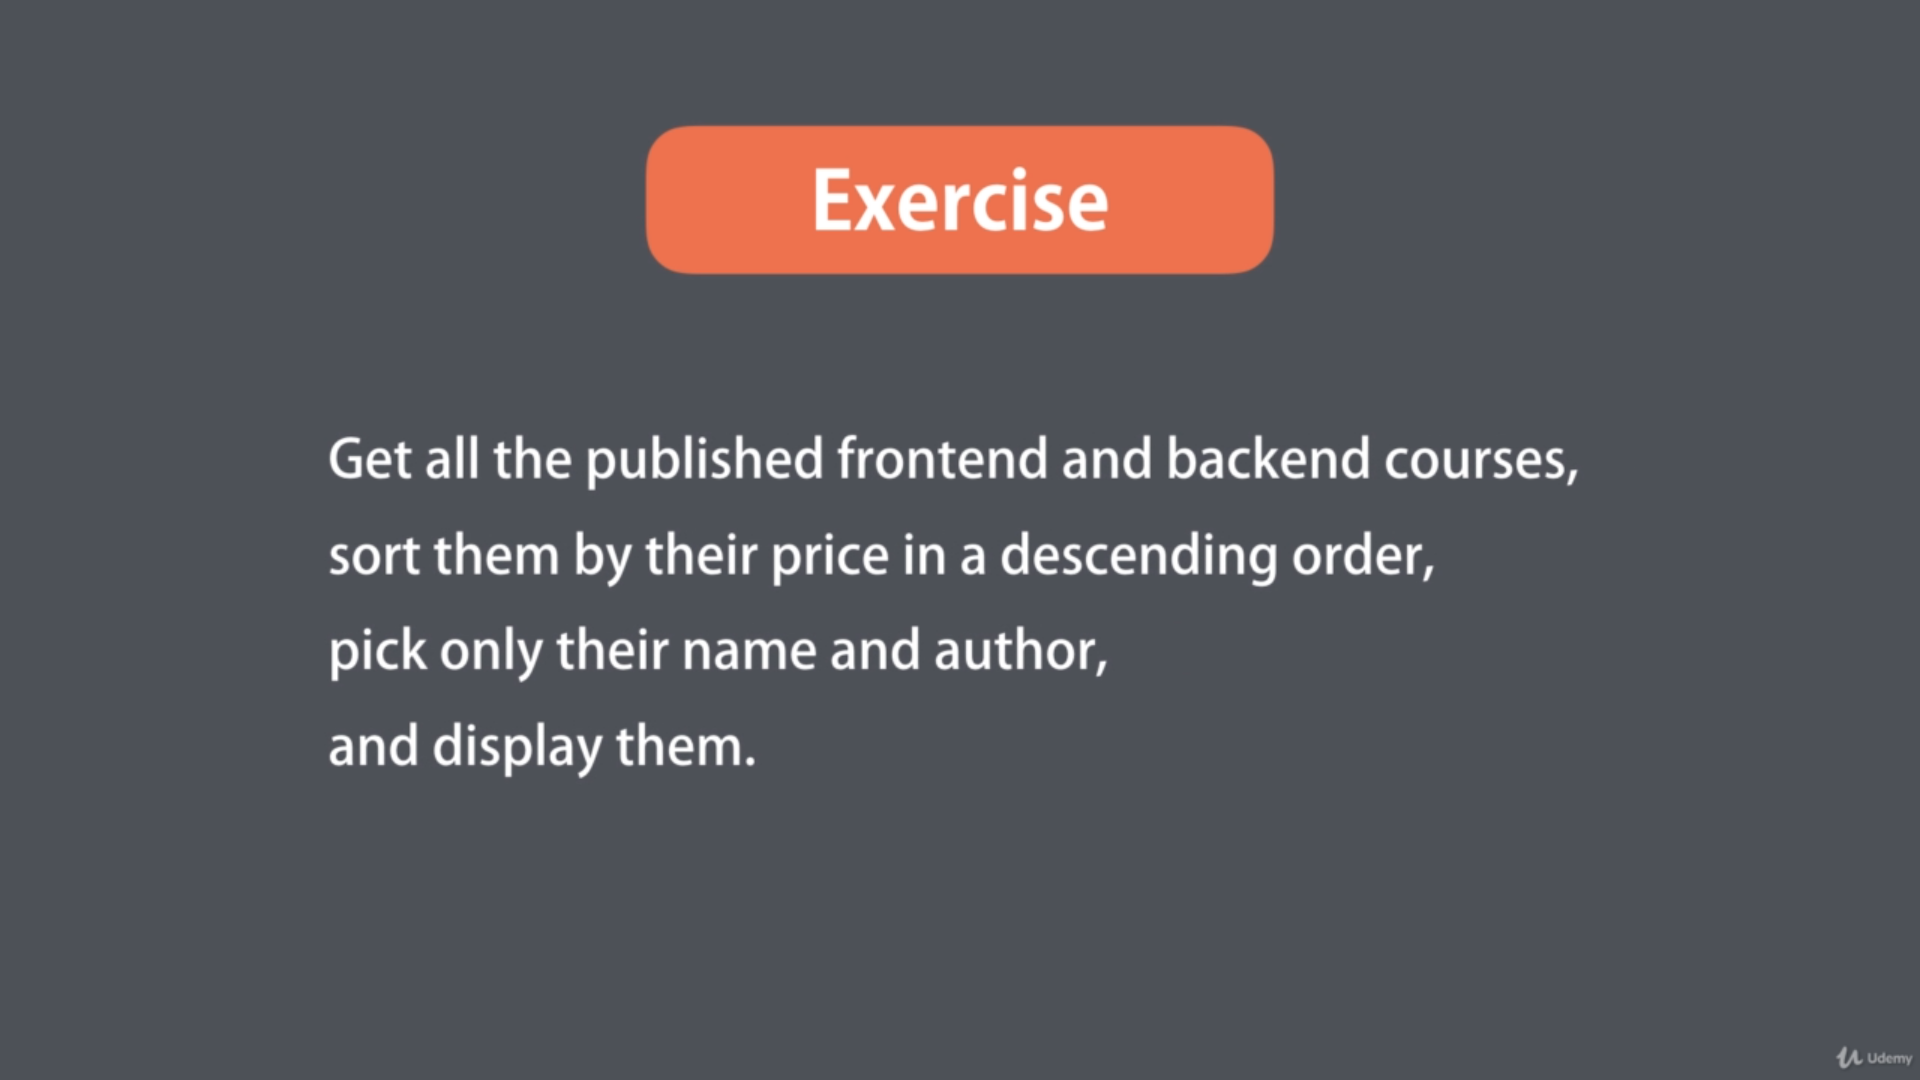 Exercise
Get all the published frontend and backend courses,
sort them by their price in a descending order,
pick only their name and author,
and display them.
Udemy